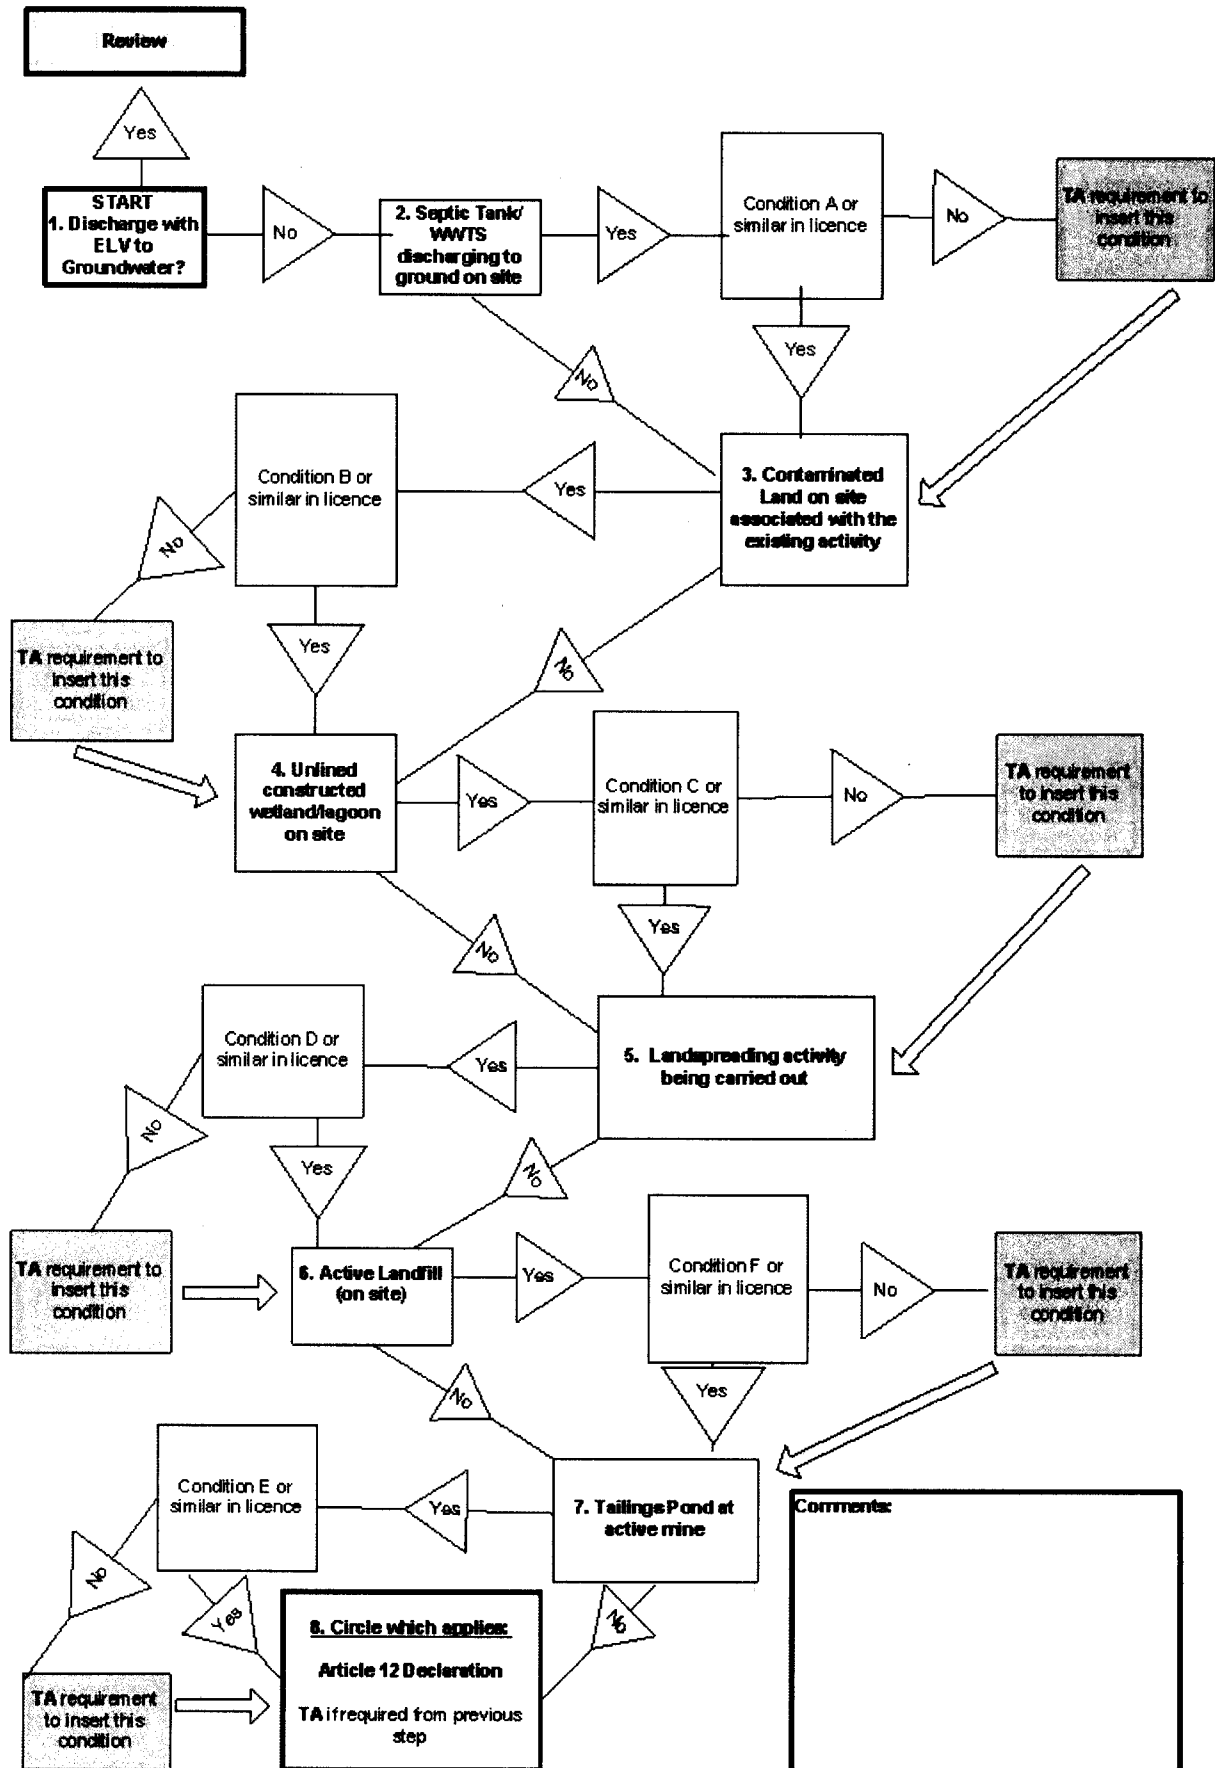 Review
Yes
START
1. Discharge with
ELV to
Groundwater?
No
2. Septic Tank/
WWTS
discharging to
ground on site
Yes
Condition A or
similar in licence
No
TA requirement to
insert this
condition
Yes
No
3. Contaminated
Land on site
associated with the
existing activity
Yes
Condition B or
similar in licence
No
TA requirement to
insert this
condition
Yes
No
4. Unlined
constructed
wetland/lagoon
on site
Yes
Condition C or
similar in licence
No
TA requirement
to insert this
condition
Yes
No
5. Landspreading activity
being carried out
Yes
Condition D or
similar in licence
No
TA requirement to
insert this
condition
Yes
No
6. Active Landfill
(on site)
Yes
Condition F or
similar in licence
No
TA requirement
to insert this
condition
Yes
No
7. Tailings Pond at
active mine
Yes
Condition E or
similar in licence
No
TA requirement
to insert this
condition
Yes
No
8. Circle which applies:
Article 12 Declaration
TA if required from previous
step
Comments: